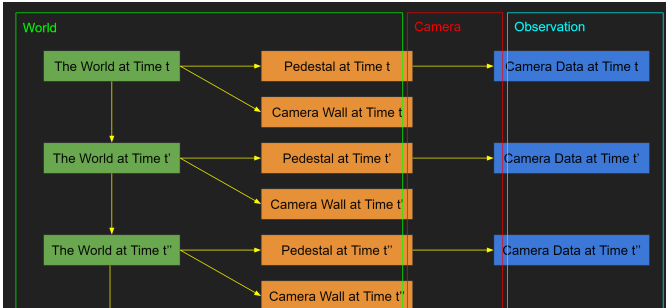 World
Camera
Observation
The World at Time t
Pedestal at Time t
Camera Data at Time t
Camera Wall at Time t
The World at Time t’
Pedestal at Time t’
Camera Data at Time t’
Camera Wall at Time t’
The World at Time t”
Pedestal at Time t”
Camera Data at Time t”
Camera Wall at Time t”